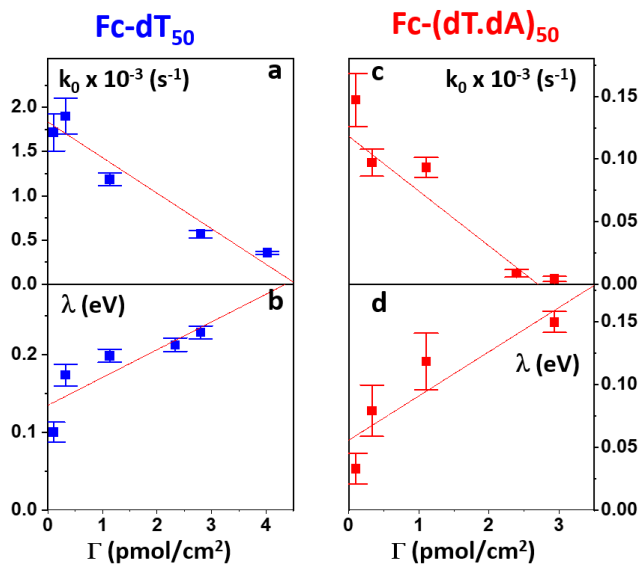 Fc-dT₅₀
Fc-(dT.dA)₅₀
k₀ x 10⁻³ (s⁻¹)
a
2.0
1.5
1.0
0.5
0.0
c
k₀ x 10⁻³ (s⁻¹)
0.15
0.10
0.05
0.00
λ (eV)
b
0.2
0.1
0.0
d
λ (eV)
0.15
0.10
0.05
0.00
0
1
2
3
4
Γ (pmol/cm²)
0
1
2
3
Γ (pmol/cm²)